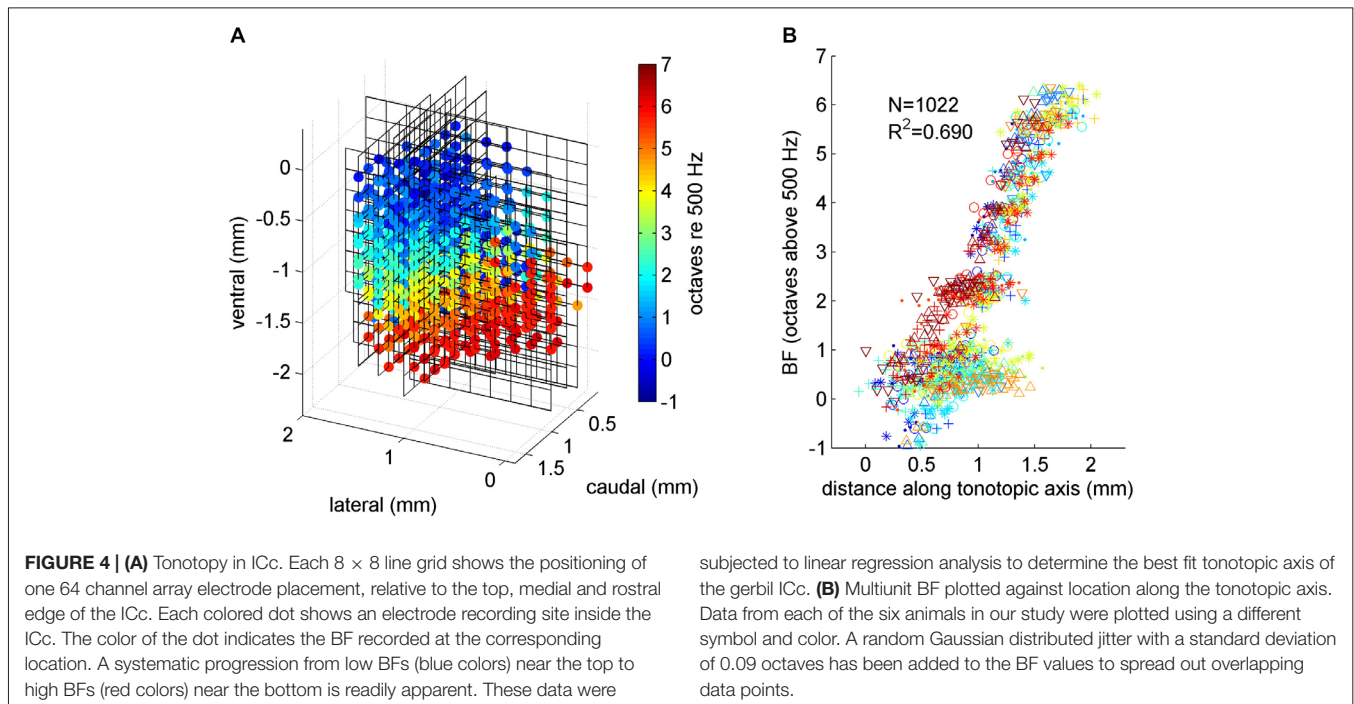 A
7
6
5
4
3
2
1
0
-1
octaves re 500 Hz
0
-0.5
-1
-1.5
-2
ventral (mm)
2
1
0
lateral (mm)
0.5
1
1.5
caudal (mm)
B
7
6
5
4
3
2
1
0
-1
BF (octaves above 500 Hz)
N=1022
R²=0.690
0 0.5 1 1.5 2
distance along tonotopic axis (mm)
FIGURE 4 | (A) Tonotopy in ICc. Each 8 × 8 line grid shows the positioning of
one 64 channel array electrode placement, relative to the top, medial and rostral
edge of the ICc. Each colored dot shows an electrode recording site inside the
ICc. The color of the dot indicates the BF recorded at the corresponding
location. A systematic progression from low BFs (blue colors) near the top to
high BFs (red colors) near the bottom is readily apparent. These data were
subjected to linear regression analysis to determine the best fit tonotopic axis of
the gerbil ICc. (B) Multiunit BF plotted against location along the tonotopic axis.
Data from each of the six animals in our study were plotted using a different
symbol and color. A random Gaussian distributed jitter with a standard deviation
of 0.09 octaves has been added to the BF values to spread out overlapping
data points.